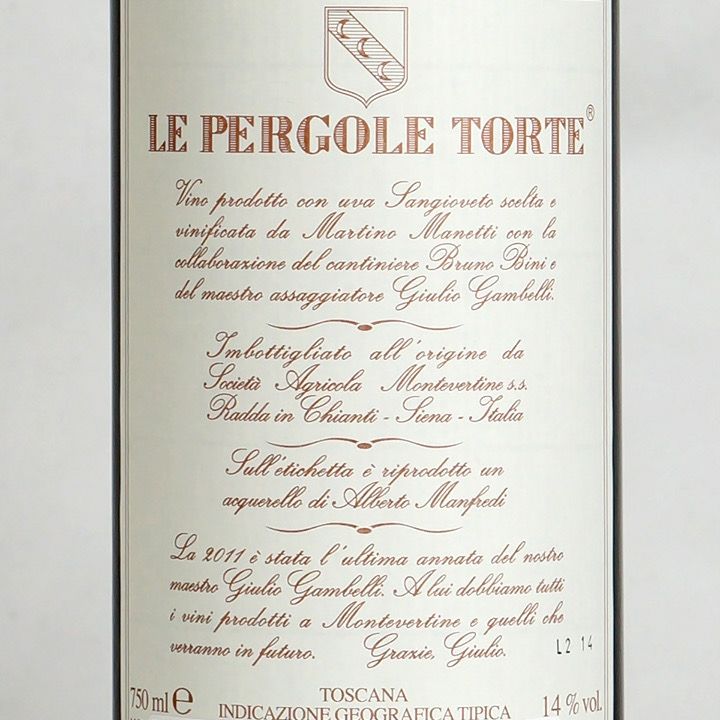 LE PERGOLE TORTE®
Vino prodotto con uva Sangioveto scelta e
vinificata da Martino Manetti con la
collaborazione del cantiniere Bruno Bini e
del maestro assaggiatore Giulio Gambelli.
Imbottigliato all'origine da
Società Agricola Montevertine s.s.
Radda in Chianti - Siena - Italia
Sull'etichetta è riprodotto un
acquerello di Alberto Manfredi
La 2011 è stata l'ultima annata del nostro
maestro Giulio Gambelli. A lui dobbiamo tutti
i vini prodotti a Montevertine e quelli che
verranno in futuro. Grazie, Giulio.
L2 14
750 ml e
TOSCANA
INDICAZIONE GEOGRAFICA TIPICA
14 % vol.